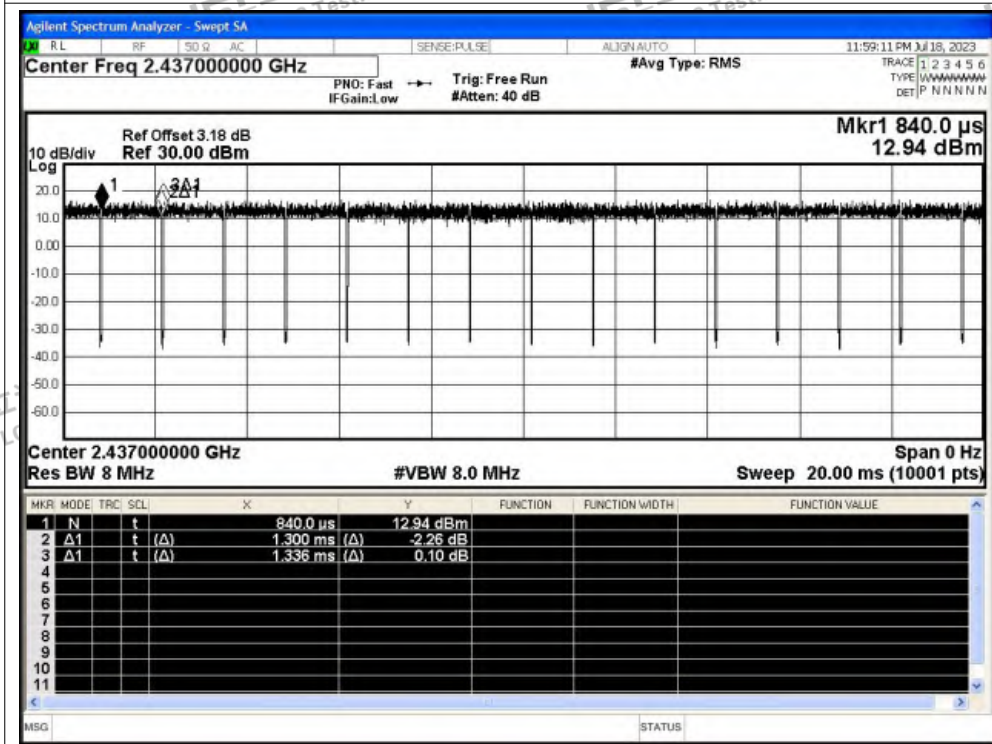 Agilent Spectrum Analyzer - Swept SA
RL RF 50 Ω AC SENSE:PULSE ALIGN AUTO 11:59:11 PM Jul 18, 2023
Center Freq 2.437000000 GHz #Avg Type: RMS TRACE 1 2 3 4 5 6
PNO: Fast Trig: Free Run TYPE WWWWWW
IFGain:Low #Atten: 40 dB DET P N N N N N
Ref Offset 3.18 dB Mkr1 840.0 µs
10 dB/div Ref 30.00 dBm 12.94 dBm
Log
1 3Δ1
2Δ1
20.0
10.0
0.00
-10.0
-20.0
-30.0
-40.0
-50.0
-60.0
Center 2.437000000 GHz Span 0 Hz
Res BW 8 MHz #VBW 8.0 MHz Sweep 20.00 ms (10001 pts)
MKR MODE TRC SCL X Y FUNCTION FUNCTION WIDTH FUNCTION VALUE
1 N t 840.0 µs 12.94 dBm
2 Δ1 t (Δ) 1.300 ms (Δ) -2.26 dB
3 Δ1 t (Δ) 1.336 ms (Δ) 0.10 dB
4
5
6
7
8
9
10
11
MSG STATUS